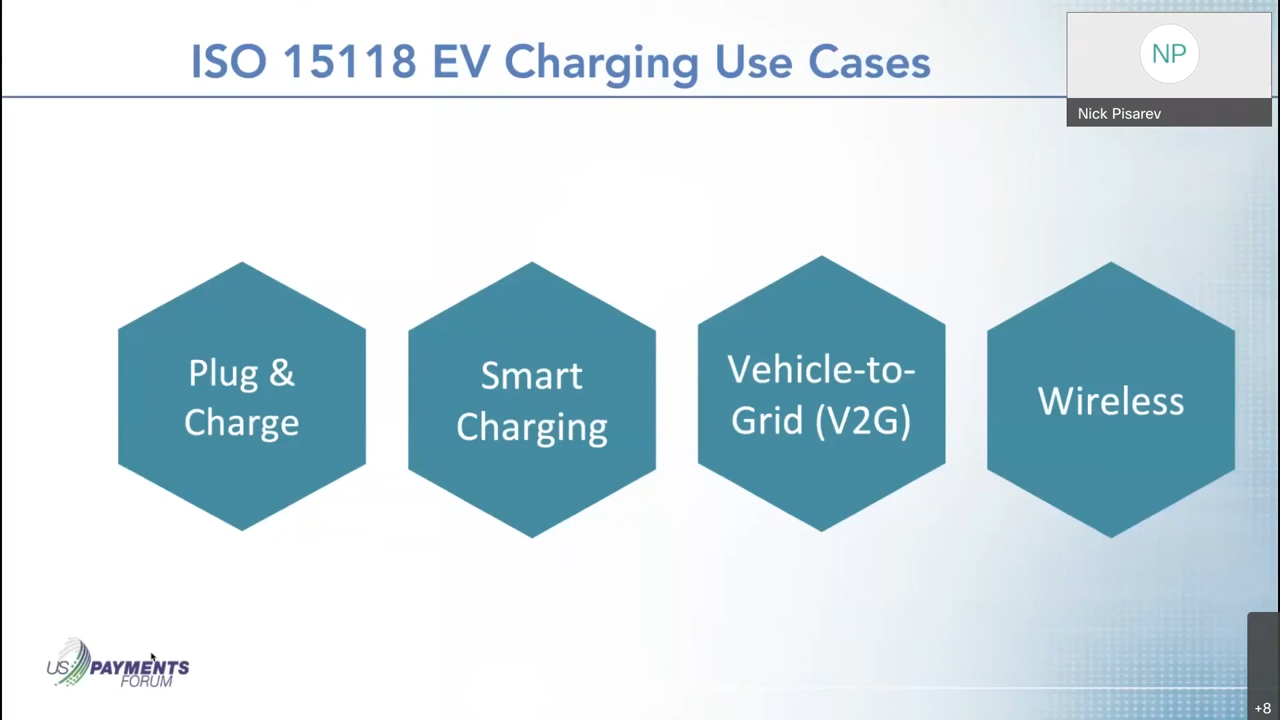 ISO 15118 EV Charging Use Cases
NP
Nick Pisarev
Plug &
Charge
Smart
Charging
Vehicle-to-
Grid (V2G)
Wireless
US PAYMENTS
FORUM
+8